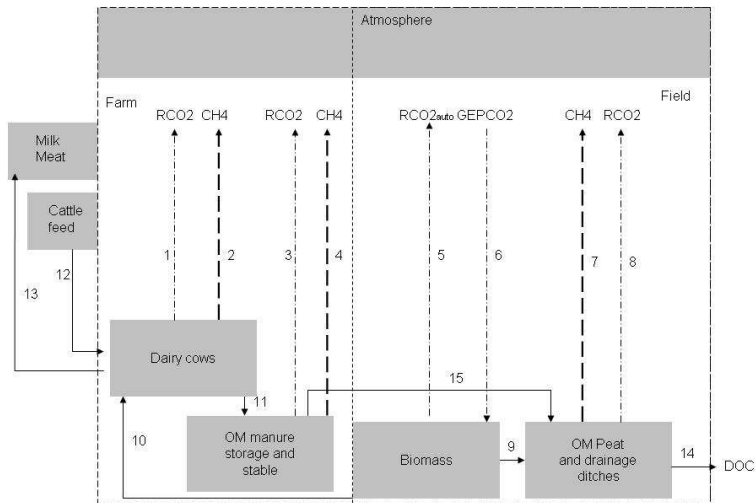 Atmosphere
Farm
Field
RCO2 CH4
RCO2 CH4
RCO2auto GEPCO2
CH4 RCO2
Milk
Meat
Cattle
feed
1
2
3
4
5
6
7
8
12
13
Dairy cows
11
15
10
OM manure
storage and
stable
Biomass
9
OM Peat
and drainage
ditches
14
DOC